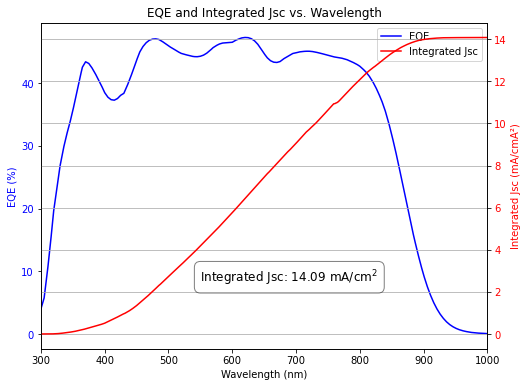 EQE and Integrated Jsc vs. Wavelength
EQE
Integrated Jsc
EQE (%)
40
30
20
10
0
14
12
10
8
6
4
2
0
Integrated Jsc (mA/cmA²)
Integrated Jsc: 14.09 mA/cm²
300 400 500 600 700 800 900 1000
Wavelength (nm)